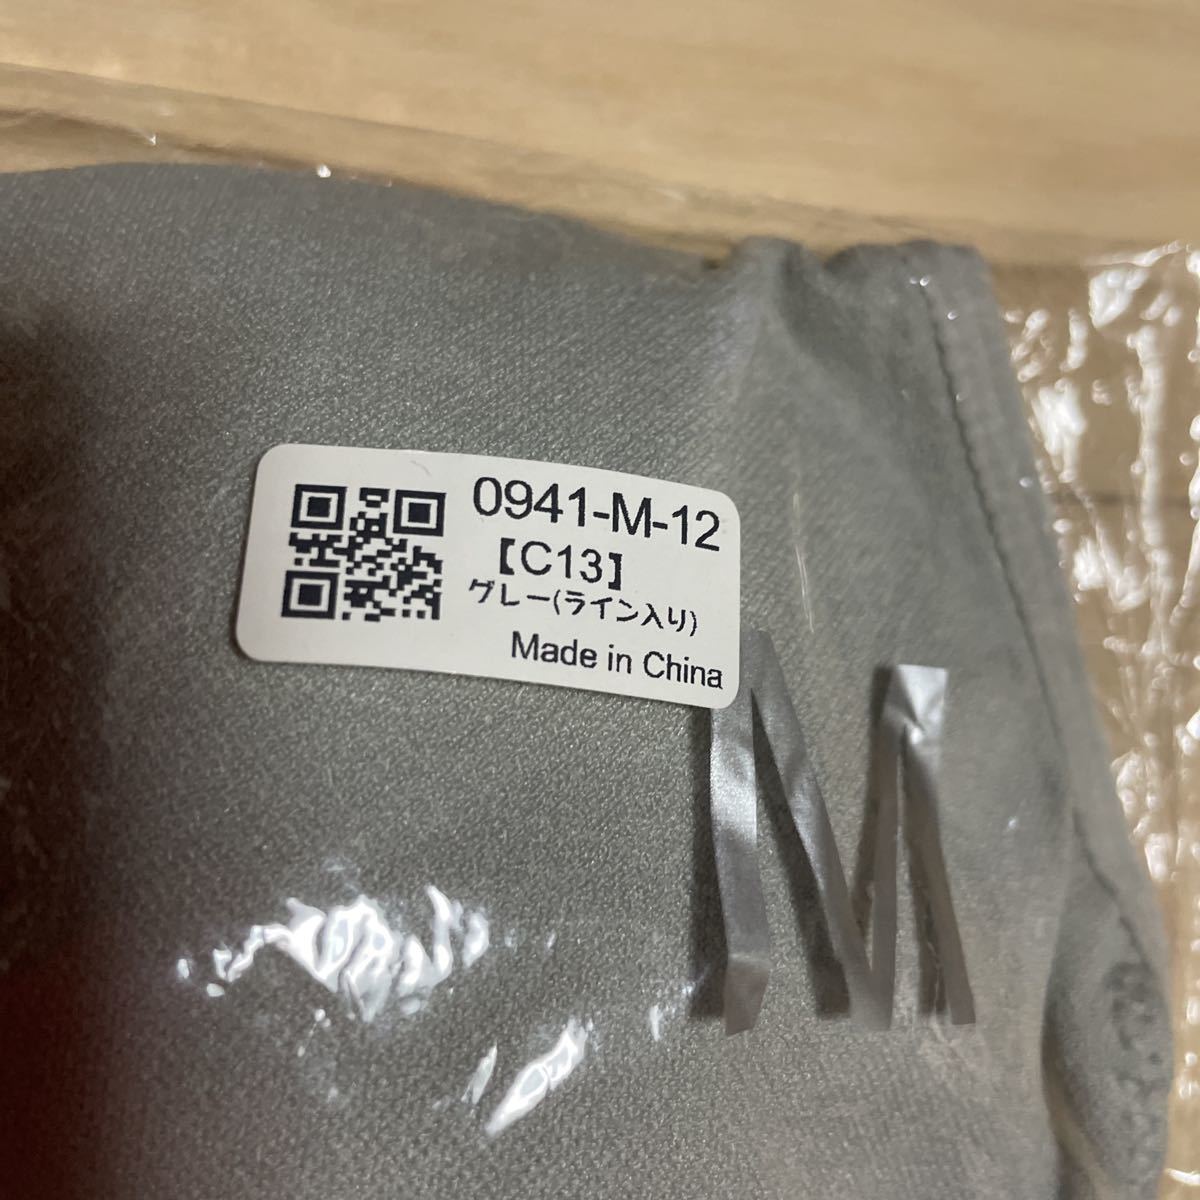 0941-M-12
【C13】
グレー(ライン入り)
Made in China
M